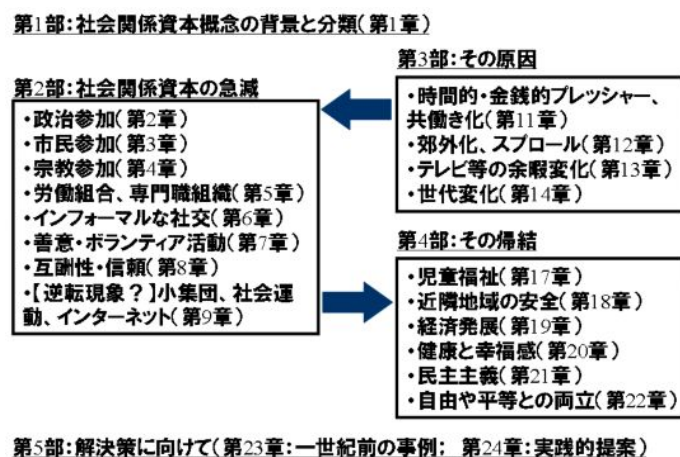 第1部：社会関係資本概念の背景と分類（第1章）
第2部：社会関係資本の急減
・政治参加（第2章）
・市民参加（第3章）
・宗教参加（第4章）
・労働組合、専門職組織（第5章）
・インフォーマルな社交（第6章）
・善意・ボランティア活動（第7章）
・互酬性・信頼（第8章）
・【逆転現象？】小集団、社会運
動、インターネット（第9章）
第3部：その原因
・時間的・金銭的プレッシャー、
共働き化（第11章）
・郊外化、スプロール（第12章）
・テレビ等の余暇変化（第13章）
・世代変化（第14章）
第4部：その帰結
・児童福祉（第17章）
・近隣地域の安全（第18章）
・経済発展（第19章）
・健康と幸福感（第20章）
・民主主義（第21章）
・自由や平等との両立（第22章）
第5部：解決策に向けて（第23章：一世紀前の事例； 第24章：実践的提案）